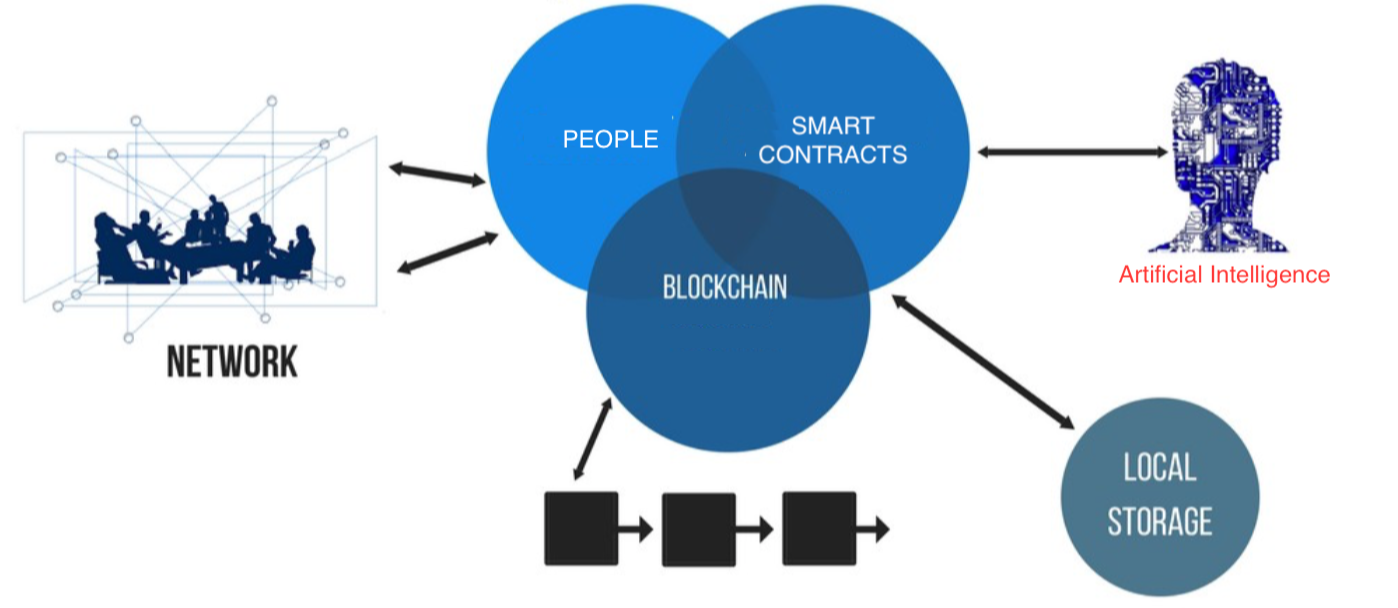 PEOPLE
SMART
CONTRACTS
BLOCKCHAIN
NETWORK
Artificial Intelligence
LOCAL
STORAGE